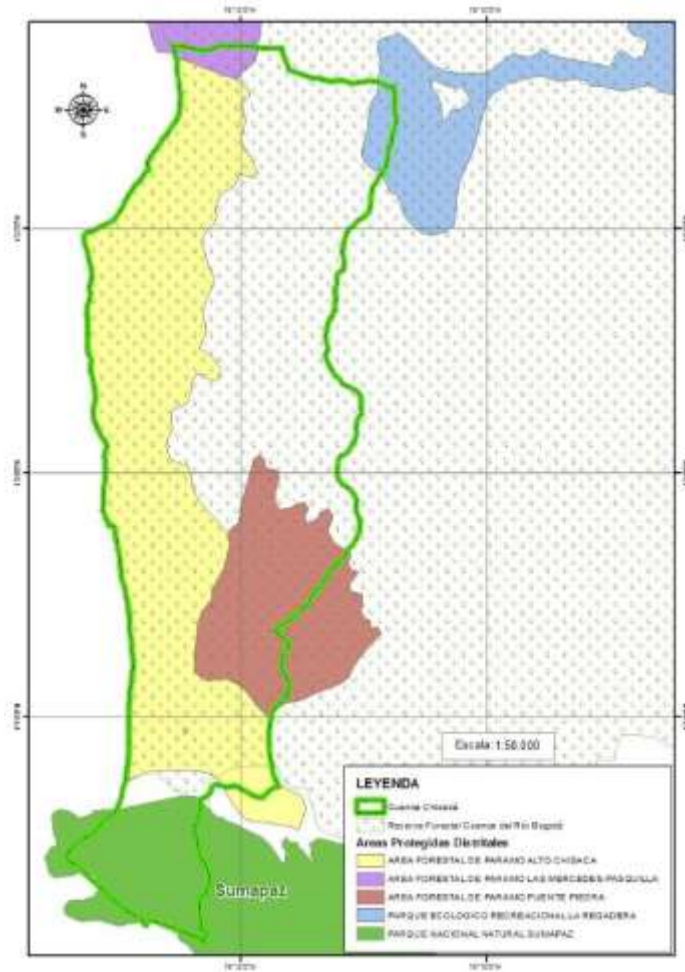 N
W E
S
Sumapaz
Escala: 1:50.000
LEYENDA
Cuenca Chisacá
Reserva Forestal Cuenca del Río Bogotá
Areas Protegidas Distritales
AREA FORESTAL DE PARAMO ALTO CHISACA
AREA FORESTAL DE PARAMO LAS MERCEDES-PASQUILLA
AREA FORESTAL DE PARAMO PUENTE PIEDRA
PARQUE ECOLOGICO RECREACIONAL LA REGADERA
PARQUE NACIONAL NATURAL SUMAPAZ